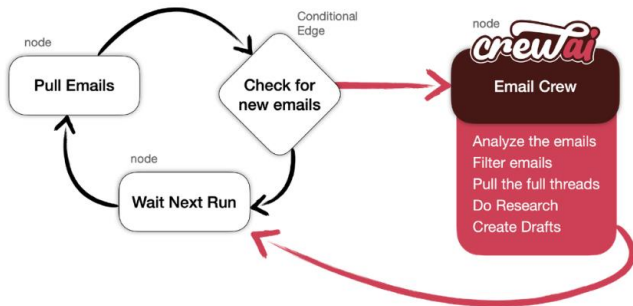 node
Pull Emails
Conditional
Edge
Check for
new emails
node
Wait Next Run
node
crewai
Email Crew
Analyze the emails
Filter emails
Pull the full threads
Do Research
Create Drafts